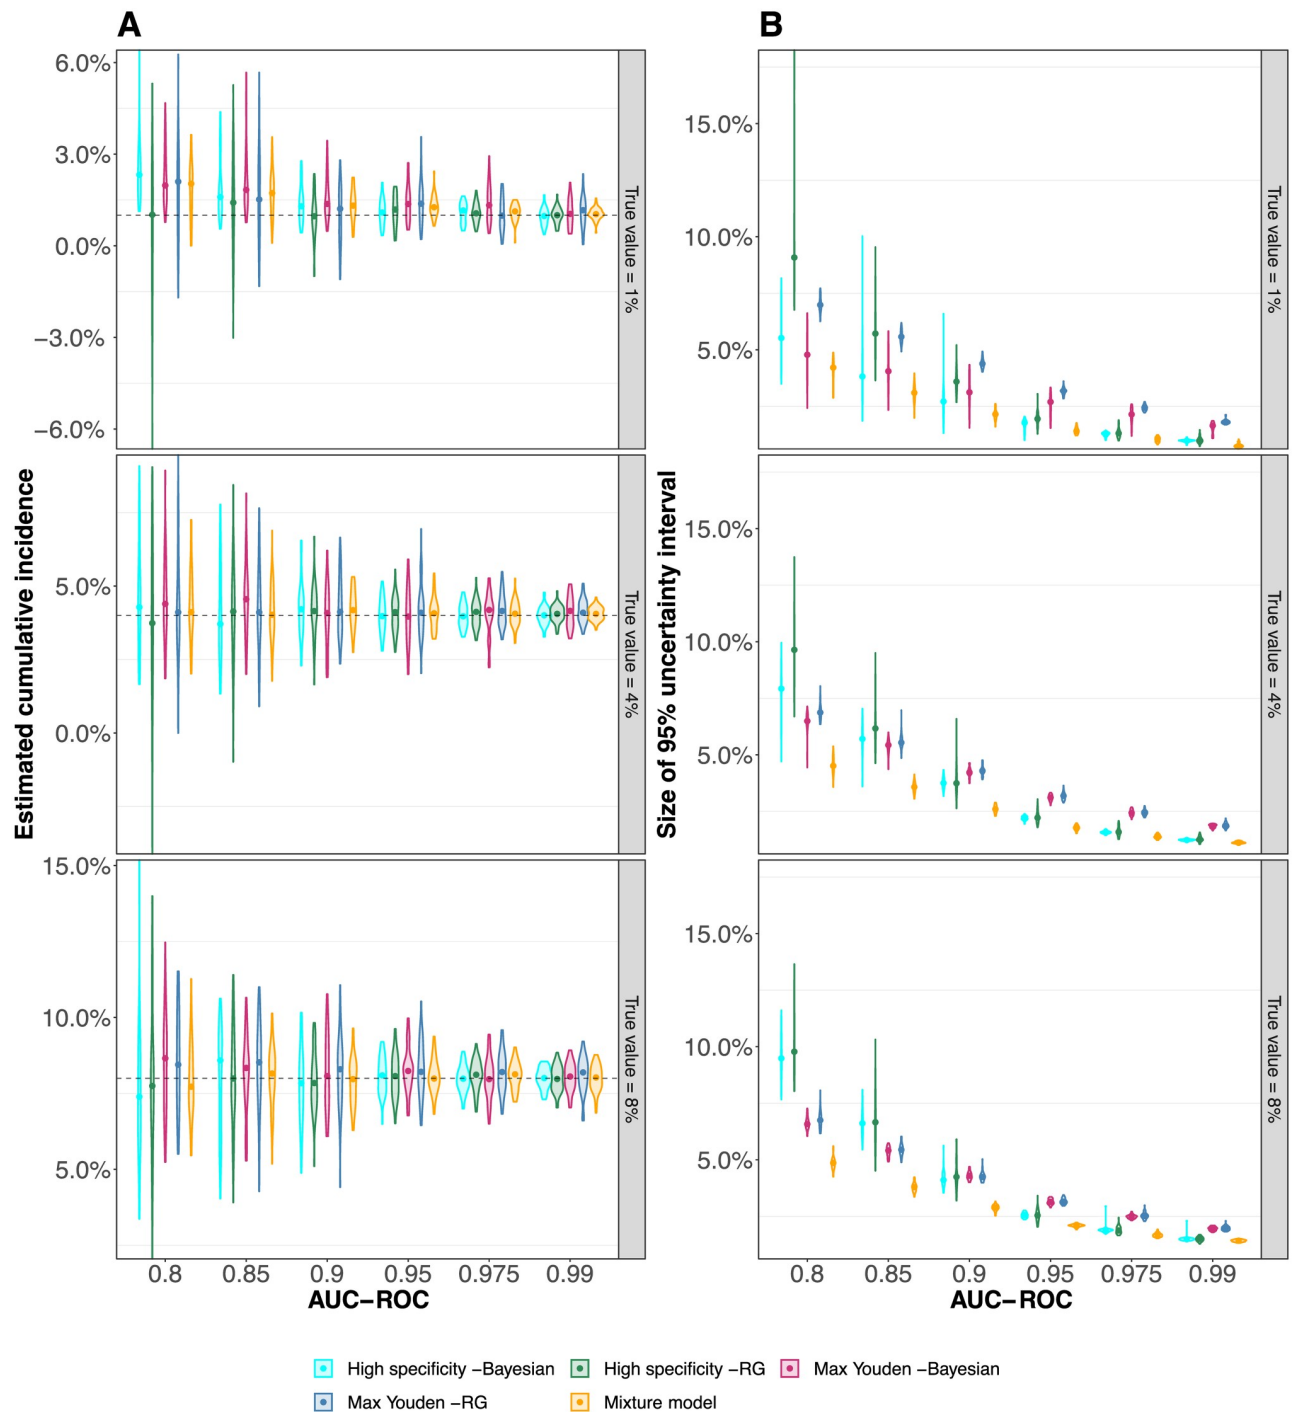 A
B
6.0%
3.0%
0.0%
−3.0%
−6.0%
True value = 1%
15.0%
10.0%
5.0%
True value = 1%
Estimated cumulative incidence
5.0%
0.0%
True value = 4%
Size of 95% uncertainty interval
15.0%
10.0%
5.0%
True value = 4%
15.0%
10.0%
5.0%
True value = 8%
15.0%
10.0%
5.0%
True value = 8%
0.8 0.85 0.9 0.95 0.975 0.99
AUC−ROC
0.8 0.85 0.9 0.95 0.975 0.99
AUC−ROC
High specificity −Bayesian High specificity −RG Max Youden −Bayesian
Max Youden −RG Mixture model